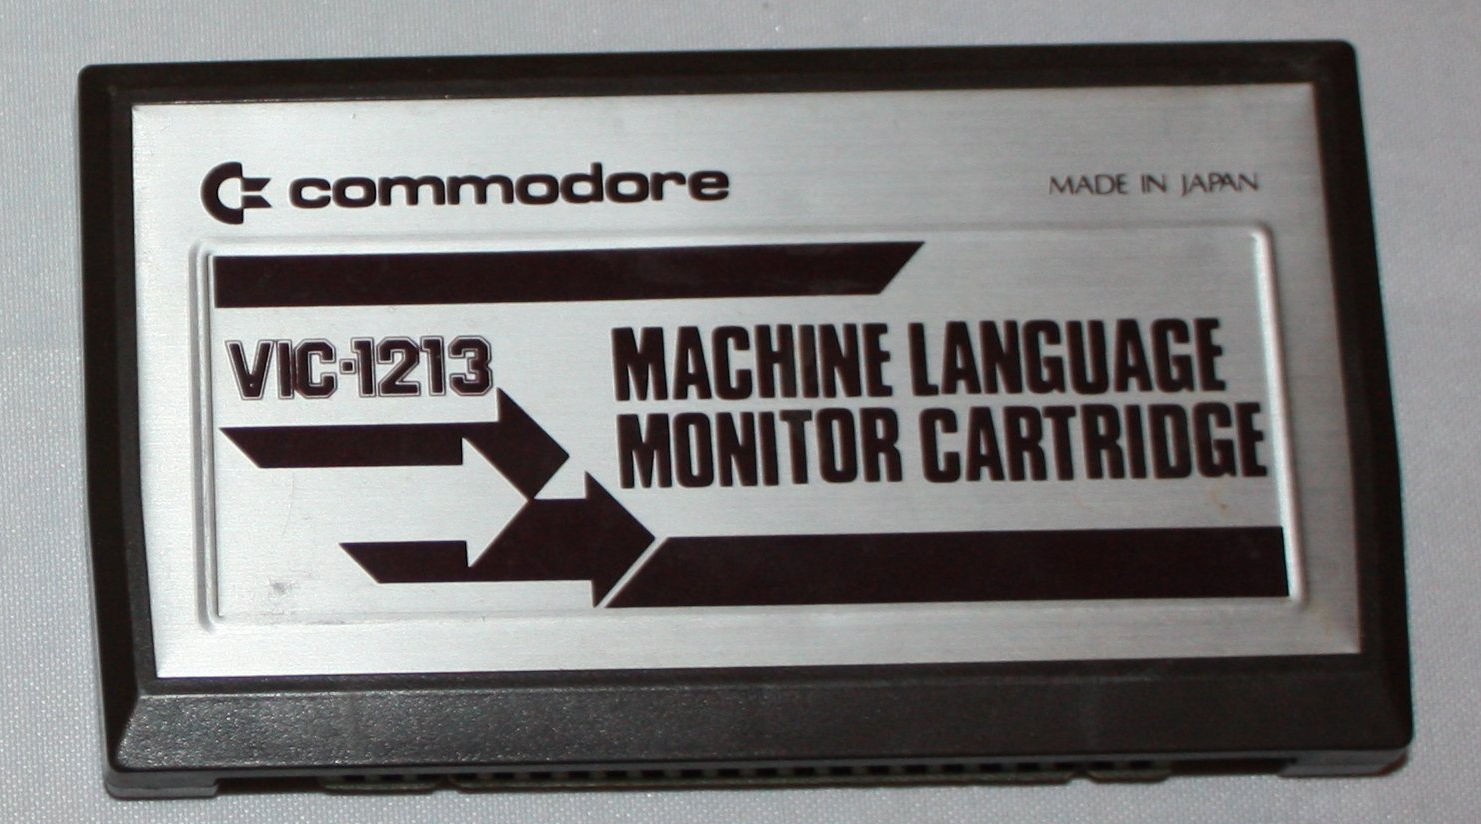 commodore
MADE IN JAPAN
VIC-1213
MACHINE LANGUAGE
MONITOR CARTRIDGE